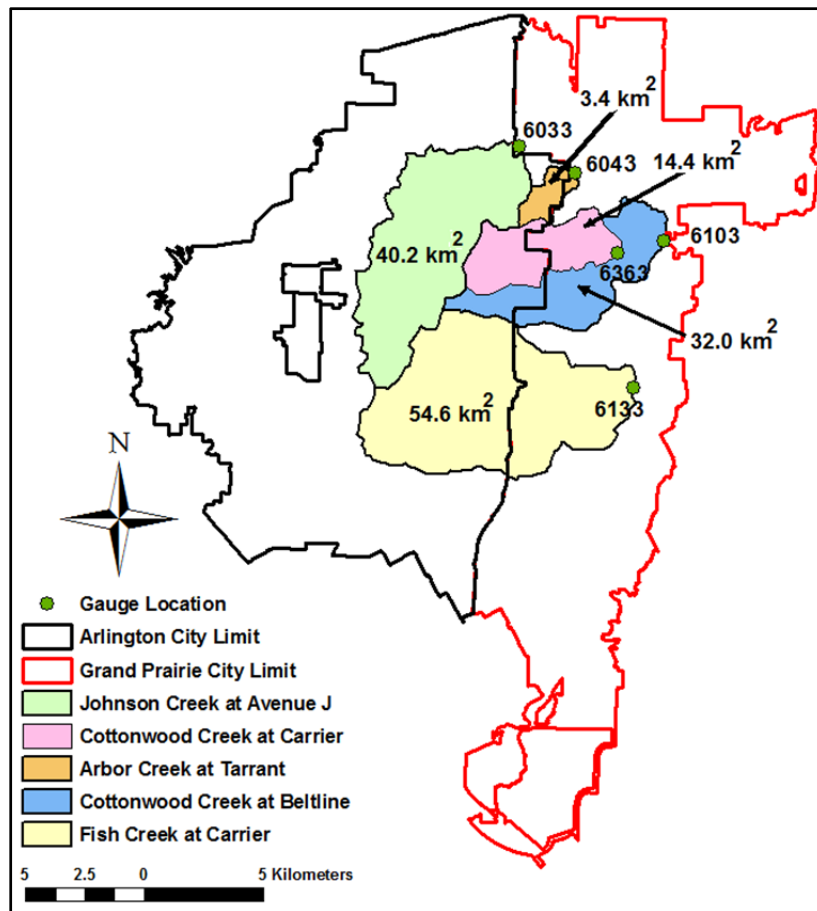 3.4 km2
6033
6043
14.4 km2
6103
40.2 km2
6363
32.0 km2
54.6 km2
6133
N
Gauge Location
Arlington City Limit
Grand Prairie City Limit
Johnson Creek at Avenue J
Cottonwood Creek at Carrier
Arbor Creek at Tarrant
Cottonwood Creek at Beltline
Fish Creek at Carrier
5 2.5 0 5 Kilometers